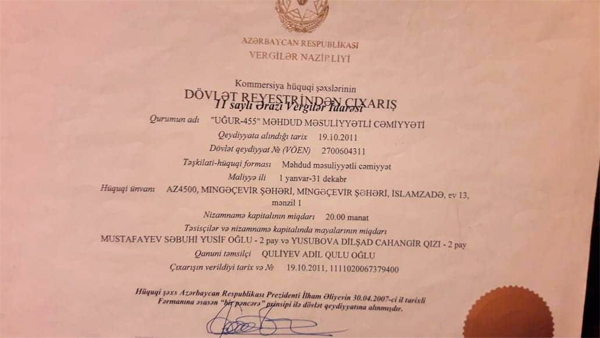 AZƏRBAYCAN RESPUBLİKASI
VERGİLƏR NAZİRLİYİ
Kommersiya hüquqi şəxslərinin
DÖVLƏT REYESTRİNDƏN ÇIXARIŞ
11 saylı Ərazi Vergilər İdarəsi
Qurumun adı "UĞUR-455" MƏHDUD MƏSULİYYƏTLİ CƏMİYYƏTİ
Qeydiyyata alındığı tarix 19.10.2011
Dövlət qeydiyyat № (VÖEN) 2700604311
Təşkilati-hüquqi forması Məhdud məsuliyyətli cəmiyyət
Maliyyə ili 1 yanvar-31 dekabr
Hüquqi ünvanı AZ4500, MİNGƏÇEVİR ŞƏHƏRİ, MİNGƏÇEVİR ŞƏHƏRİ, İSLAMZADƏ, ev 13,
mənzil 1
Nizamnamə kapitalının miqdarı 20.00 manat
Təsisçilər və nizamnamə kapitalında mayalarının miqdarı
MUSTAFAYEV SƏBUHİ YUSİF OĞLU - 2 pay və YUSUBOVA DİLŞAD CAHANGİR QIZI - 2 pay
Qanuni təmsilçi QULİYEV ADİL QULU OĞLU
Çıxarışın verildiyi tarix və № 19.10.2011, 1111020067379400
Hüquqi şəxs Azərbaycan Respublikası Prezidenti İlham Əliyevin 30.04.2007-ci il tarixli
Fərmanına əsasən "bir pəncərə" prinsipi ilə dövlət qeydiyyatına alınmışdır.